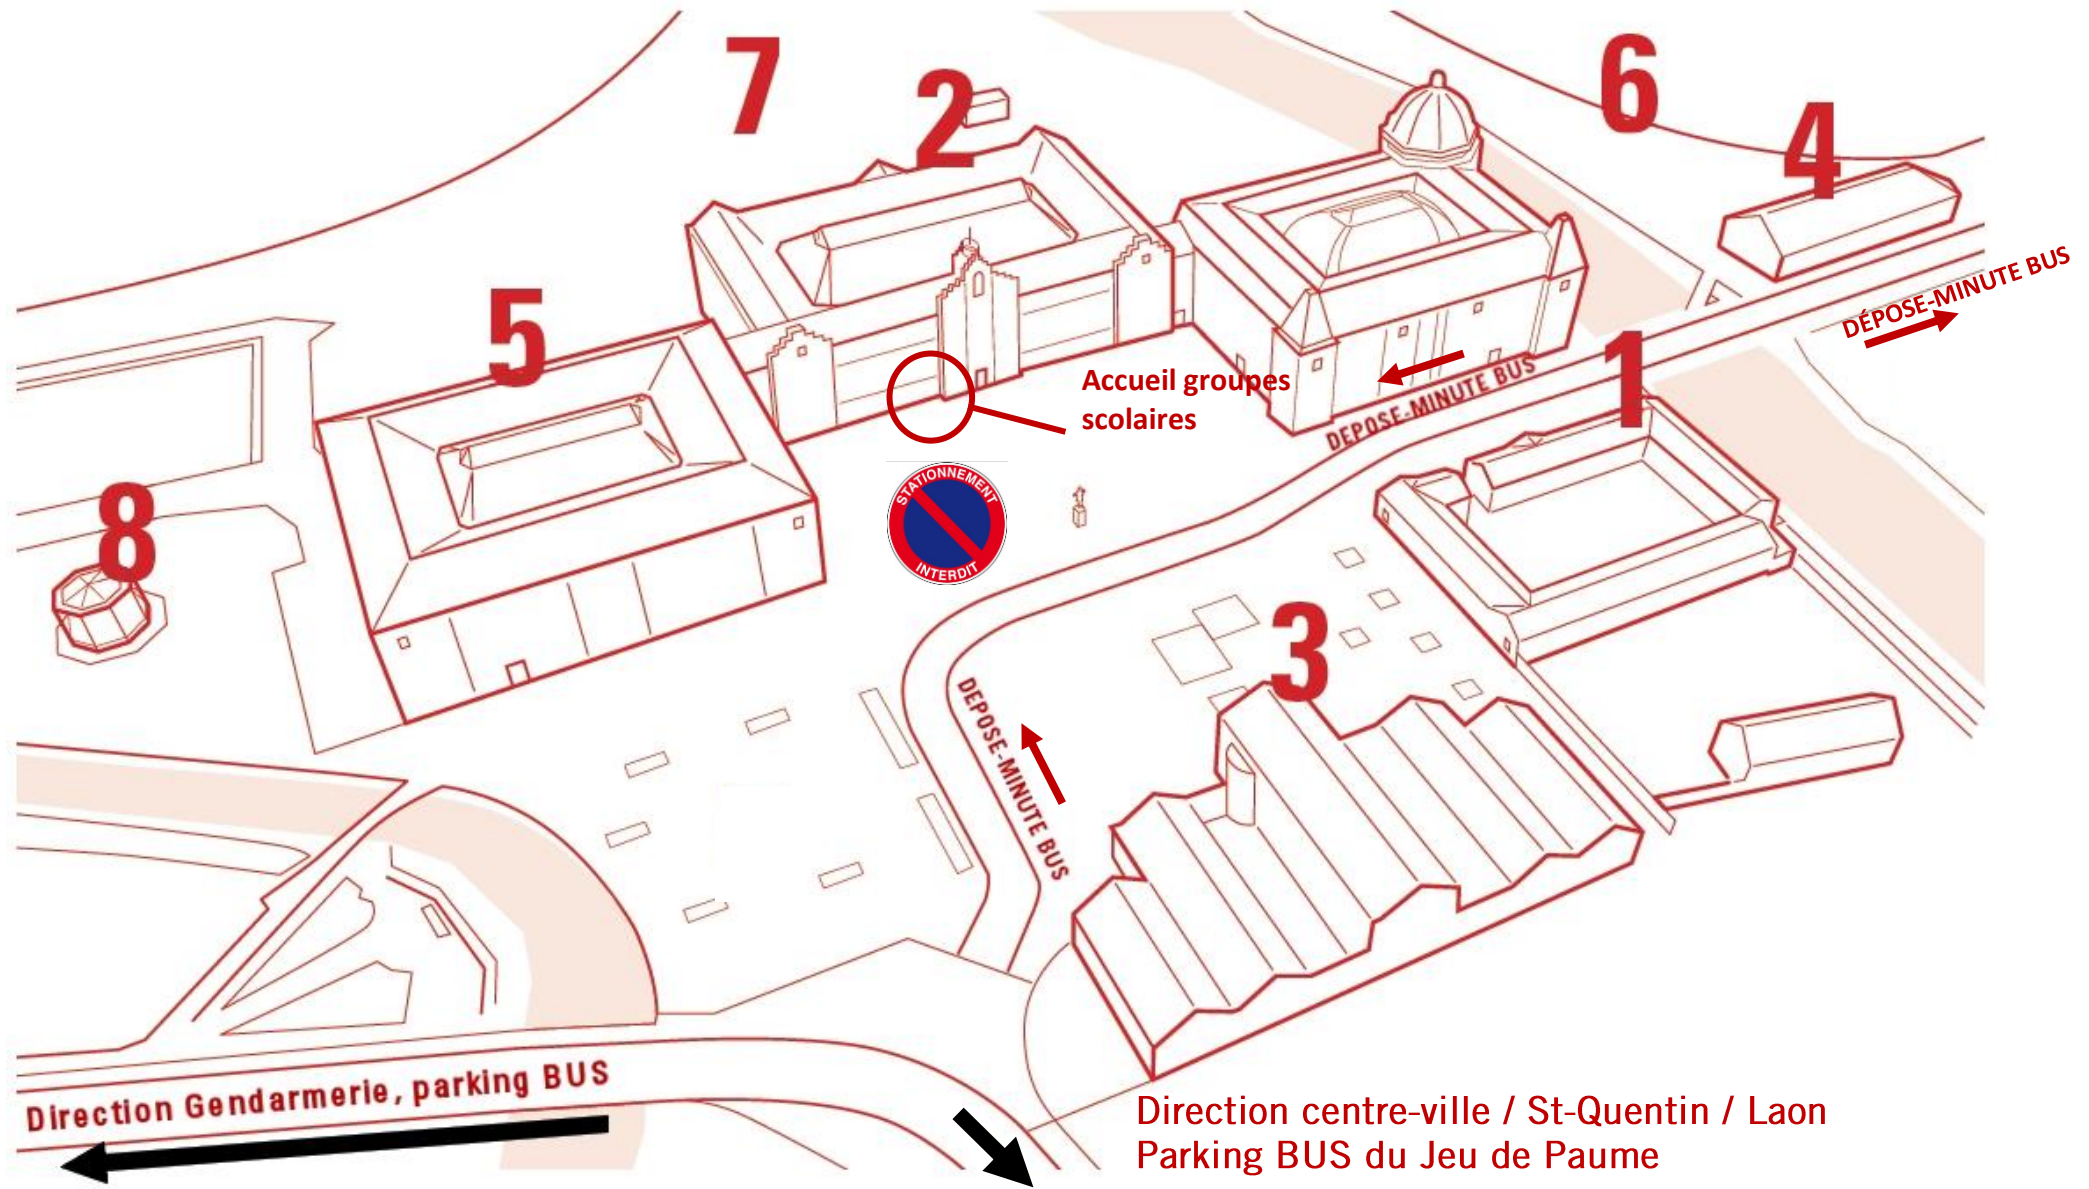 7
2
6
4
5
DÉPOSE-MINUTE BUS
1
Accueil groupes
scolaires
DEPOSE-MINUTE BUS
STATIONNEMENT
INTERDIT
8
3
DEPOSE-MINUTE BUS
Direction Gendarmerie, parking BUS
Direction centre-ville / St-Quentin / Laon
Parking BUS du Jeu de Paume